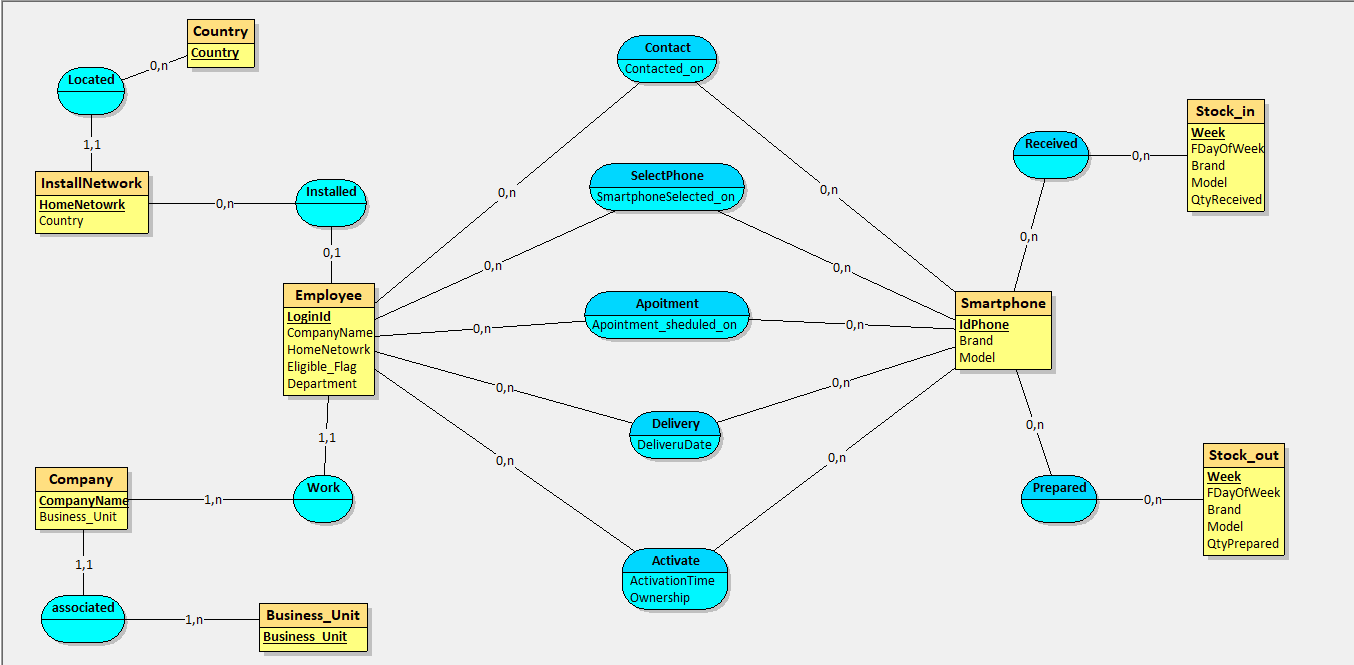 Country
Country
Located
0,n
1,1
InstallNetwork
HomeNetowrk
Country
0,n
Installed
0,1
Employee
LoginId
CompanyName
HomeNetowrk
Eligible_Flag
Department
1,1
Work
1,n
Company
CompanyName
Business_Unit
1,1
associated
1,n
Business_Unit
Business_Unit
Contact
Contacted_on
0,n
0,n
SelectPhone
SmartphoneSelected_on
0,n
0,n
Apoitment
Apointment_sheduled_on
0,n
0,n
Delivery
DeliveruDate
0,n
0,n
Activate
ActivationTime
Ownership
0,n
0,n
Smartphone
IdPhone
Brand
Model
0,n
Received
0,n
Stock_in
Week
FDayOfWeek
Brand
Model
QtyReceived
0,n
Prepared
0,n
Stock_out
Week
FDayOfWeek
Brand
Model
QtyPrepared